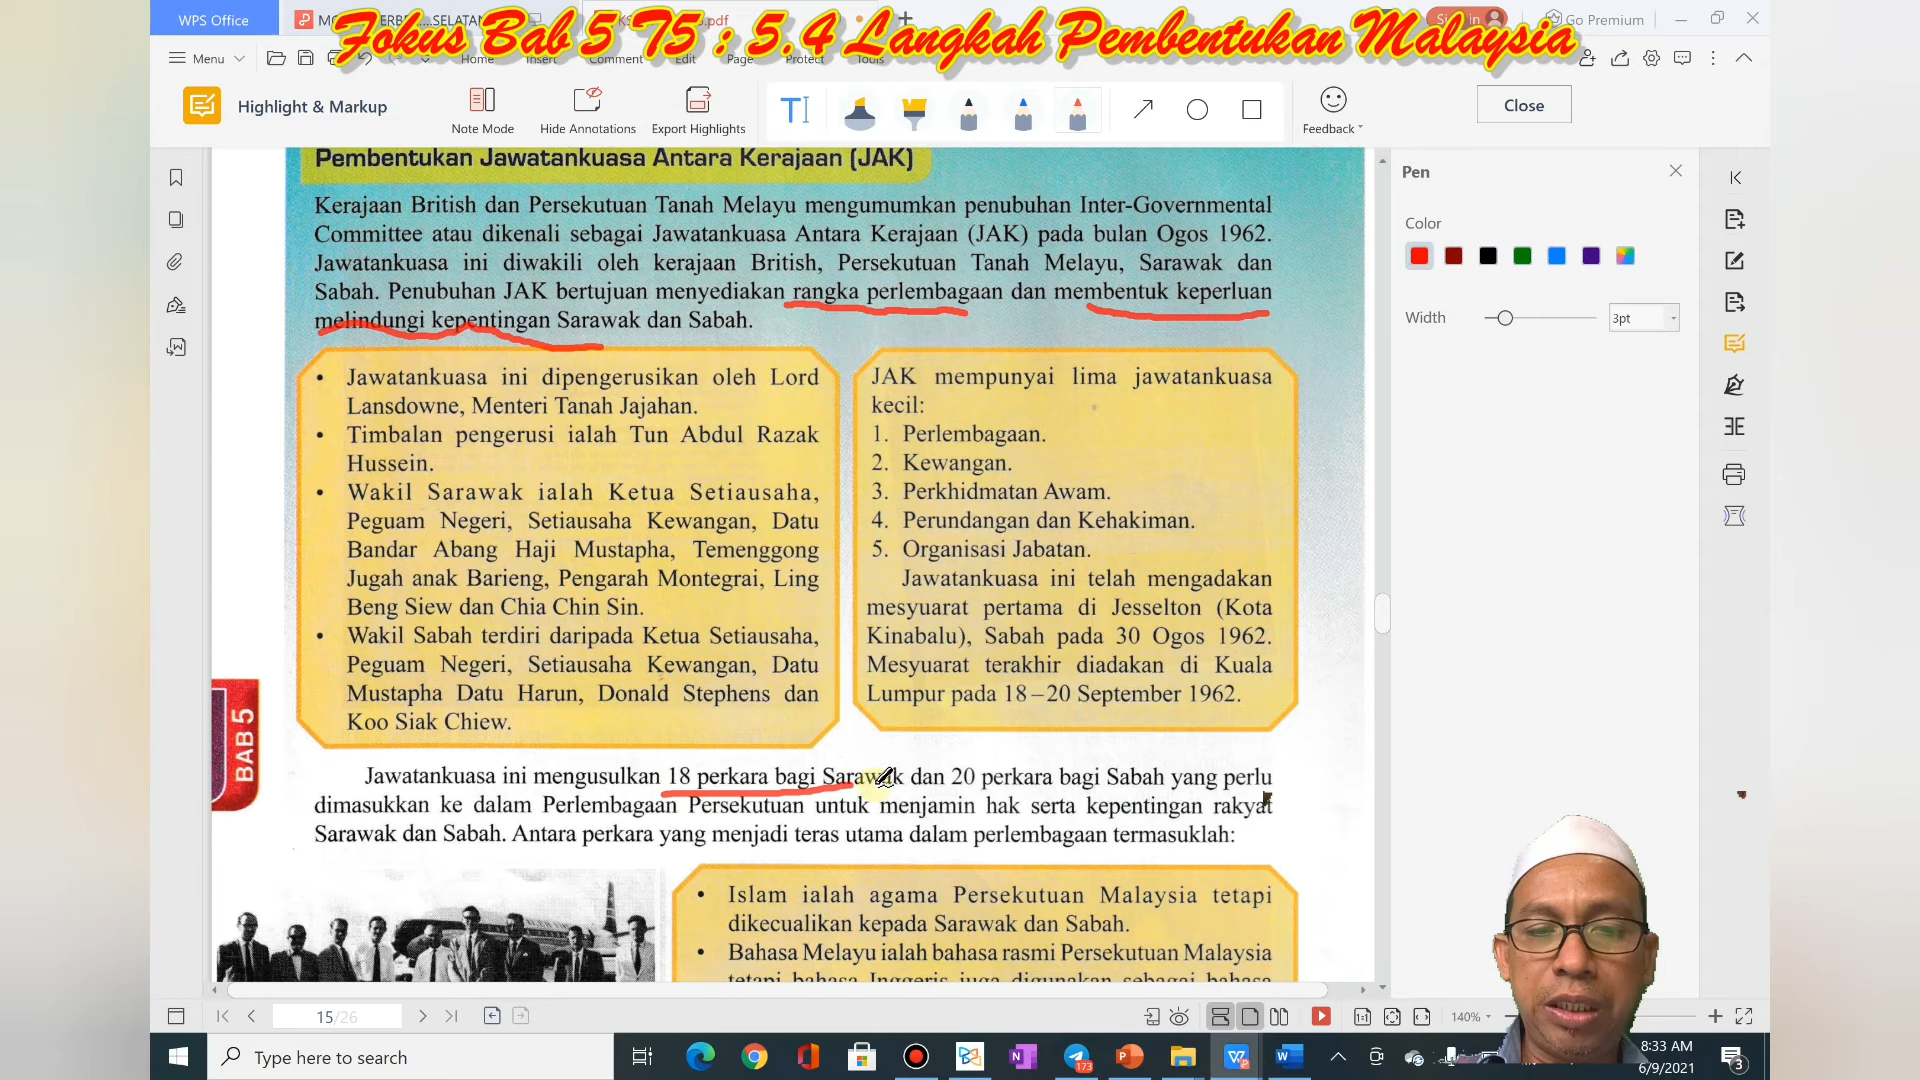 Fokus Bab 5 T5 : 5.4 Langkah Pembentukan Malaysia
WPS Office
Sign in
Go Premium
Menu
Home
Insert
Comment
Edit
Page
Protect
Tools
Highlight & Markup
Note Mode
Hide Annotations
Export Highlights
Feedback
Close
Pembentukan Jawatankuasa Antara Kerajaan (JAK)
Kerajaan British dan Persekutuan Tanah Melayu mengumumkan penubuhan Inter-Governmental
Committee atau dikenali sebagai Jawatankuasa Antara Kerajaan (JAK) pada bulan Ogos 1962.
Jawatankuasa ini diwakili oleh kerajaan British, Persekutuan Tanah Melayu, Sarawak dan
Sabah. Penubuhan JAK bertujuan menyediakan rangka perlembagaan dan membentuk keperluan
melindungi kepentingan Sarawak dan Sabah.
• Jawatankuasa ini dipengerusikan oleh Lord
Lansdowne, Menteri Tanah Jajahan.
• Timbalan pengerusi ialah Tun Abdul Razak
Hussein.
• Wakil Sarawak ialah Ketua Setiausaha,
Peguam Negeri, Setiausaha Kewangan, Datu
Bandar Abang Haji Mustapha, Temenggong
Jugah anak Barieng, Pengarah Montegrai, Ling
Beng Siew dan Chia Chin Sin.
• Wakil Sabah terdiri daripada Ketua Setiausaha,
Peguam Negeri, Setiausaha Kewangan, Datu
Mustapha Datu Harun, Donald Stephens dan
Koo Siak Chiew.
JAK mempunyai lima jawatankuasa
kecil:
1. Perlembagaan.
2. Kewangan.
3. Perkhidmatan Awam.
4. Perundangan dan Kehakiman.
5. Organisasi Jabatan.
Jawatankuasa ini telah mengadakan
mesyuarat pertama di Jesselton (Kota
Kinabalu), Sabah pada 30 Ogos 1962.
Mesyuarat terakhir diadakan di Kuala
Lumpur pada 18–20 September 1962.
BAB 5
Jawatankuasa ini mengusulkan 18 perkara bagi Sarawak dan 20 perkara bagi Sabah yang perlu
dimasukkan ke dalam Perlembagaan Persekutuan untuk menjamin hak serta kepentingan rakyat
Sarawak dan Sabah. Antara perkara yang menjadi teras utama dalam perlembagaan termasuklah:
• Islam ialah agama Persekutuan Malaysia tetapi
dikecualikan kepada Sarawak dan Sabah.
• Bahasa Melayu ialah bahasa rasmi Persekutuan Malaysia
tetapi bahasa Inggeris juga digunakan sebagai bahasa
Pen
Color
Width
3pt
15/26
140%
Type here to search
173
8:33 AM
6/9/2021
3